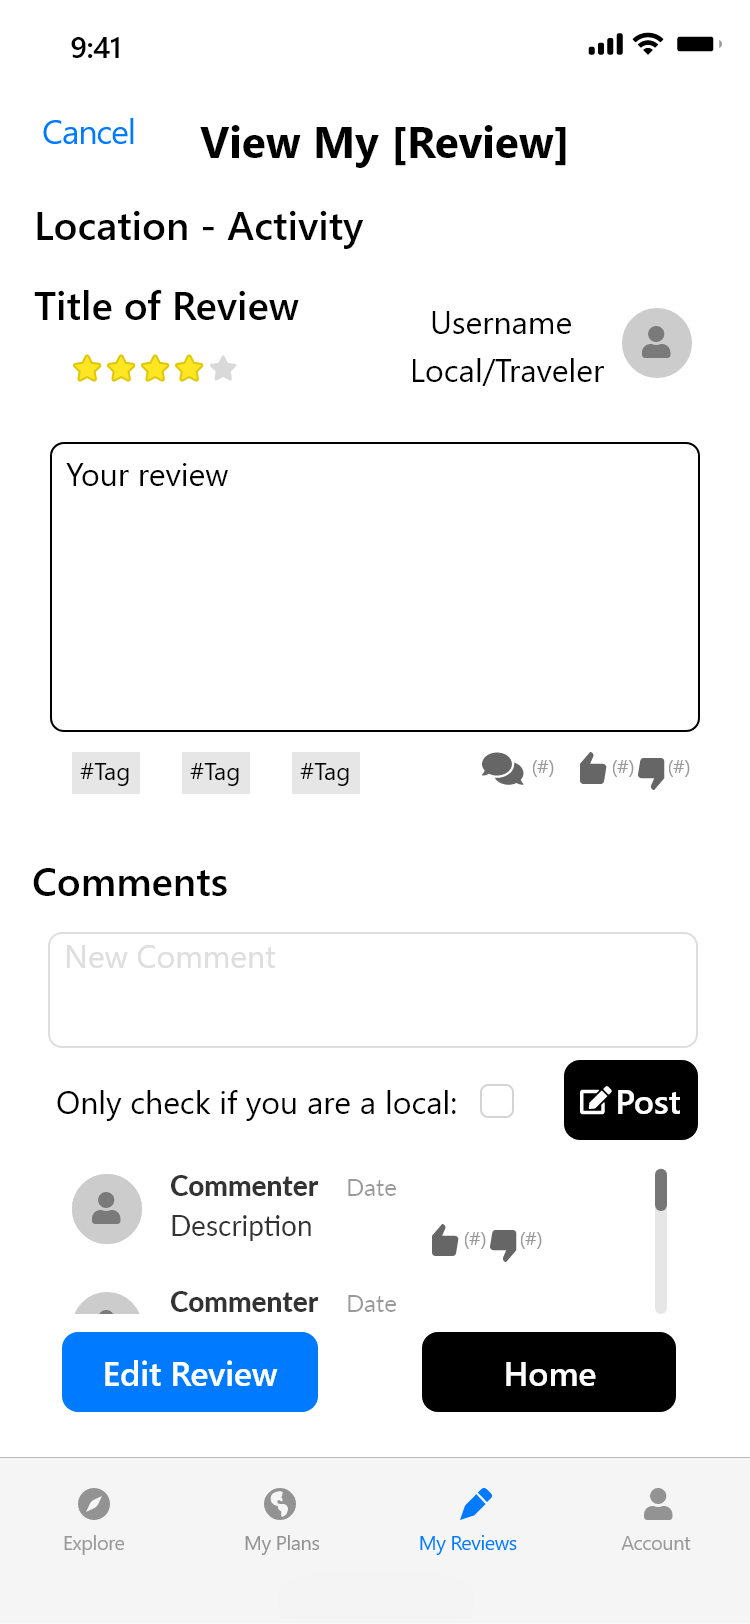 9:41
Cancel
View My [Review]
Location - Activity
Title of Review
Username
Local/Traveler
Your review
#Tag #Tag #Tag (#) (#) (#)
Comments
New Comment
Only check if you are a local:
Post
Commenter Date
Description
(#) (#)
Commenter Date
Edit Review Home
Explore My Plans My Reviews Account